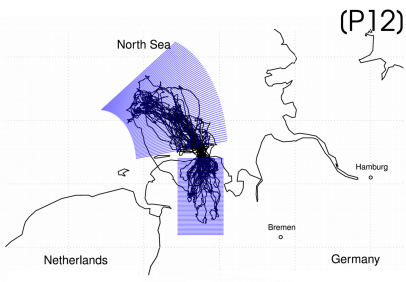 (P12)
North Sea
Hamburg
Bremen
Netherlands
Germany